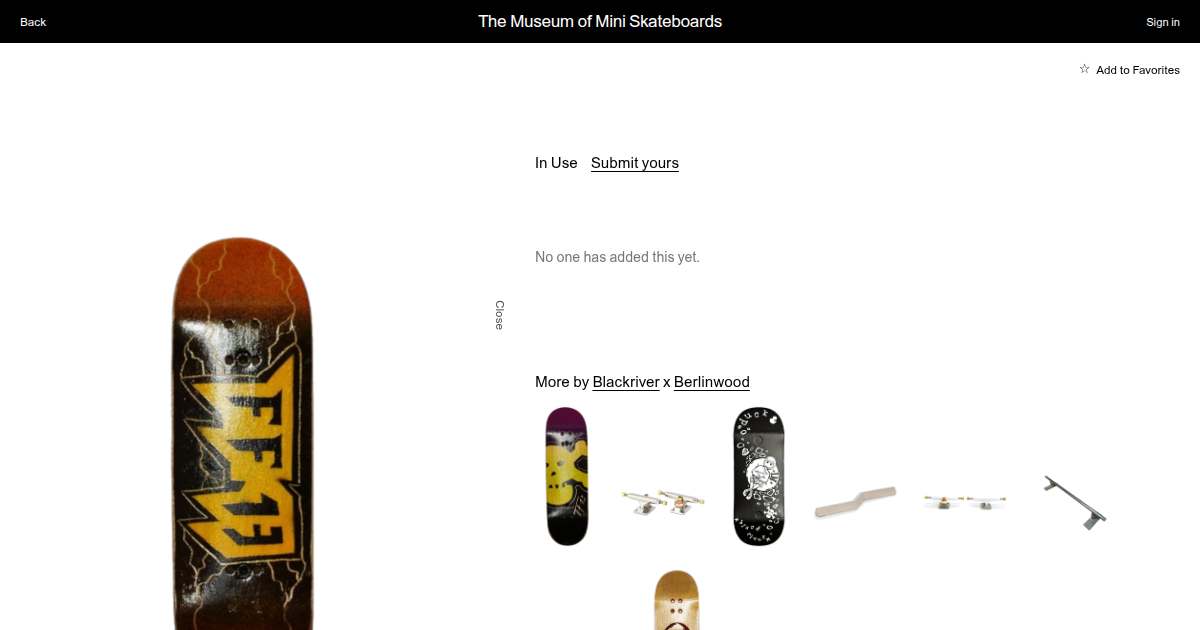 Back
The Museum of Mini Skateboards
Sign in
☆ Add to Favorites
In Use Submit yours
No one has added this yet.
Close
More by Blackriver x Berlinwood